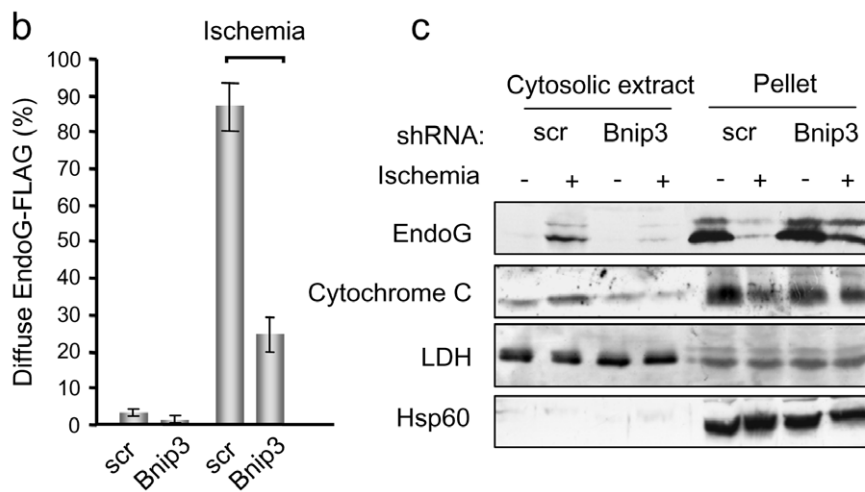 b
Ischemia
Diffuse EndoG-FLAG (%)
100
90
80
70
60
50
40
30
20
10
0
scr
Bnip3
scr
Bnip3
c
Cytosolic extract Pellet
shRNA: scr Bnip3 scr Bnip3
Ischemia - + - + - + - +
EndoG
Cytochrome C
LDH
Hsp60